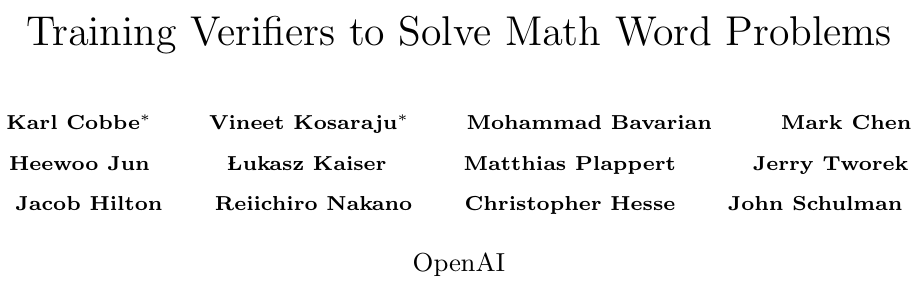 Training Verifiers to Solve Math Word Problems
Karl Cobbe* Vineet Kosaraju* Mohammad Bavarian Mark Chen
Heewoo Jun Łukasz Kaiser Matthias Plappert Jerry Tworek
Jacob Hilton Reiichiro Nakano Christopher Hesse John Schulman
OpenAI